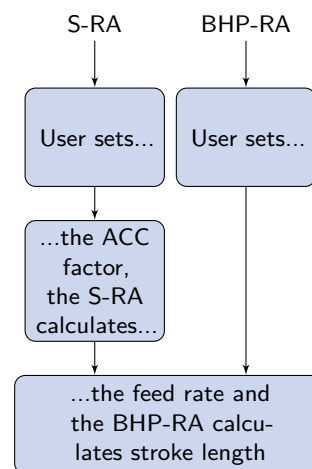 S-RA
BHP-RA
User sets...
User sets...
...the ACC
factor,
the S-RA
calculates...
...the feed rate and
the BHP-RA calcu-
lates stroke length